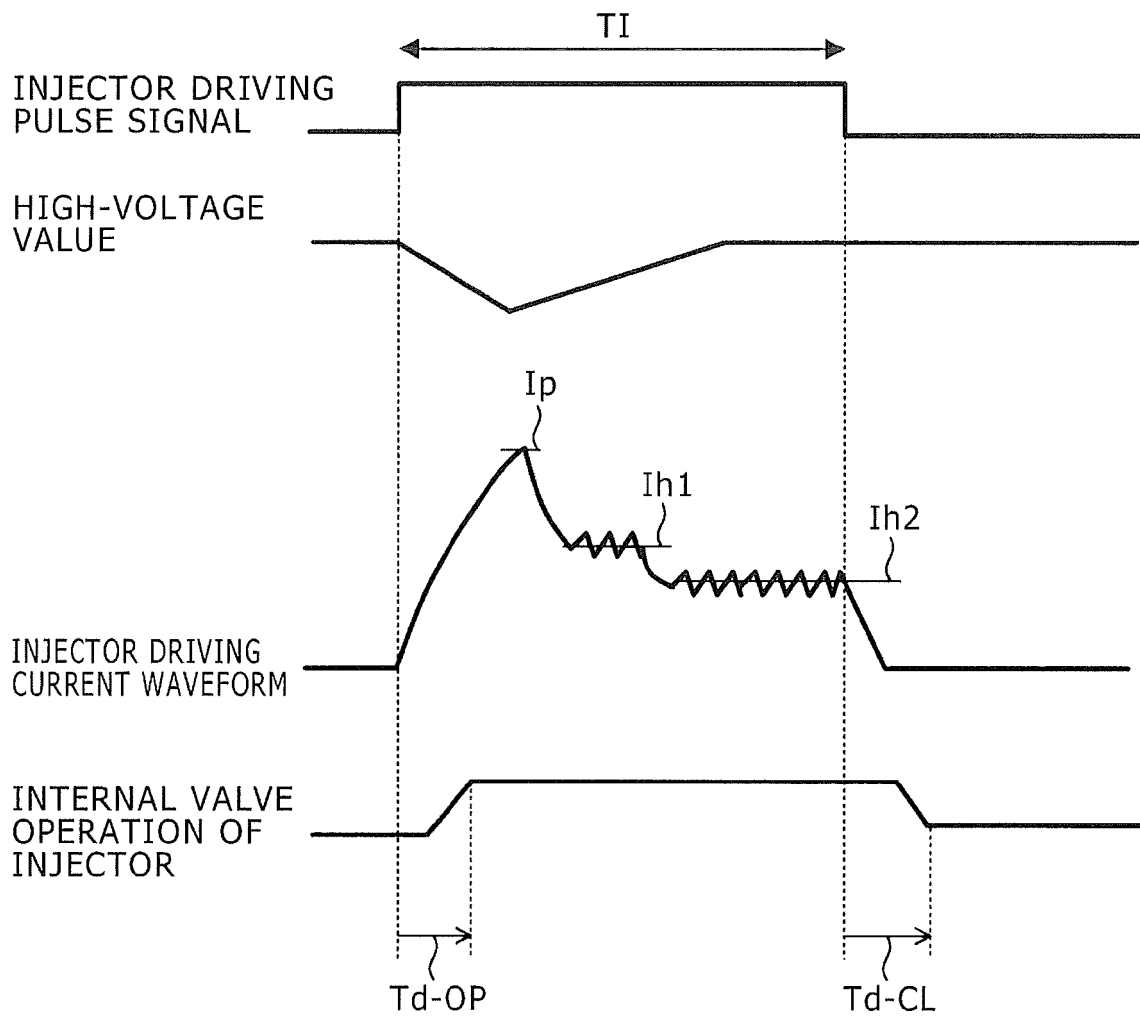 TI
INJECTOR DRIVING
PULSE SIGNAL
HIGH-VOLTAGE
VALUE
Ip
Ih1
Ih2
INJECTOR DRIVING
CURRENT WAVEFORM
INTERNAL VALVE
OPERATION OF
INJECTOR
Td-OP
Td-CL